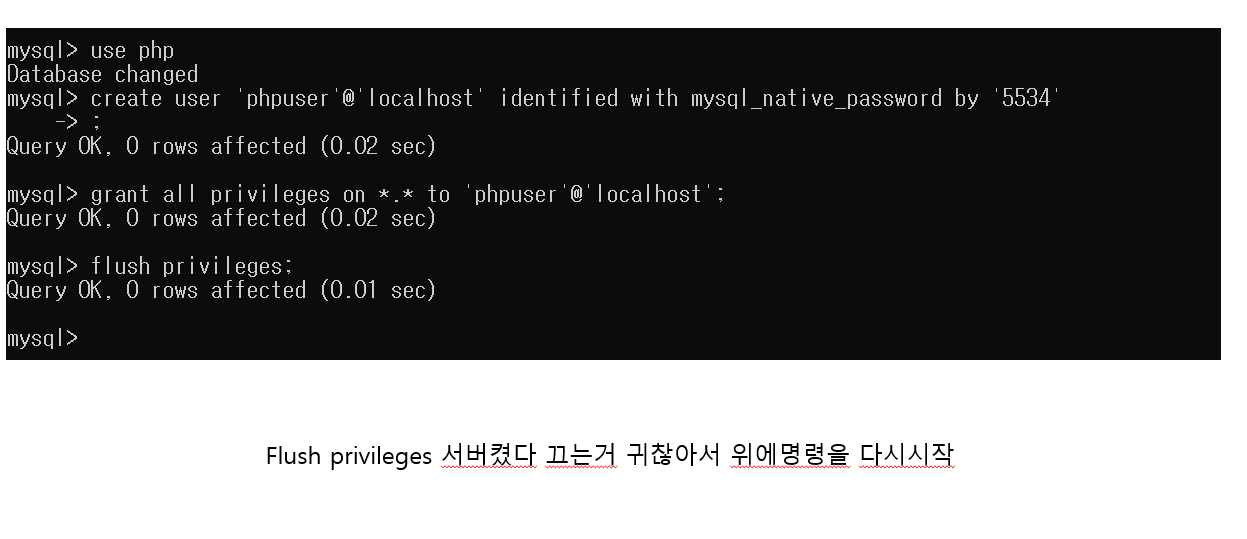 mysql> use php
Database changed
mysql> create user 'phpuser'@'localhost' identified with mysql_native_password by '5534'
    -> ;
Query OK, 0 rows affected (0.02 sec)
mysql> grant all privileges on *.* to 'phpuser'@'localhost';
Query OK, 0 rows affected (0.02 sec)
mysql> flush privileges;
Query OK, 0 rows affected (0.01 sec)
mysql>
Flush privileges 서버켰다 끄는거 귀찮아서 위에명령을 다시시작